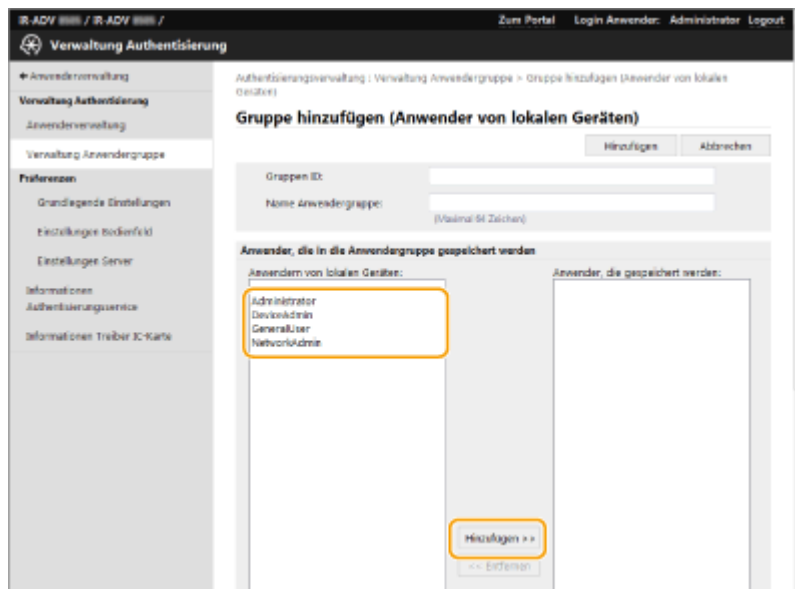 iR-ADV / iR-ADV /
Zum Portal Login Anwender: Administrator Logout
Verwaltung Authentisierung
Anwenderverwaltung
Verwaltung Authentisierung
Anwenderverwaltung
Verwaltung Anwendergruppe
Präferenzen
Grundlegende Einstellungen
Einstellungen Bedienfeld
Einstellungen Server
Informationen
Authentisierungsservice
Informationen Treiber IC-Karte
Authentisierungsverwaltung : Verwaltung Anwendergruppe > Gruppe hinzufügen (Anwender von lokalen
Geräten)
Gruppe hinzufügen (Anwender von lokalen Geräten)
Hinzufügen Abbrechen
Gruppen ID:
Name Anwendergruppe:
(Maximal 64 Zeichen)
Anwender, die in die Anwendergruppe gespeichert werden
Anwendern von lokalen Geräten:
Anwender, die gespeichert werden:
Administrator
DeviceAdmin
GeneralUser
NetworkAdmin
Hinzufügen >>
<< Entfernen